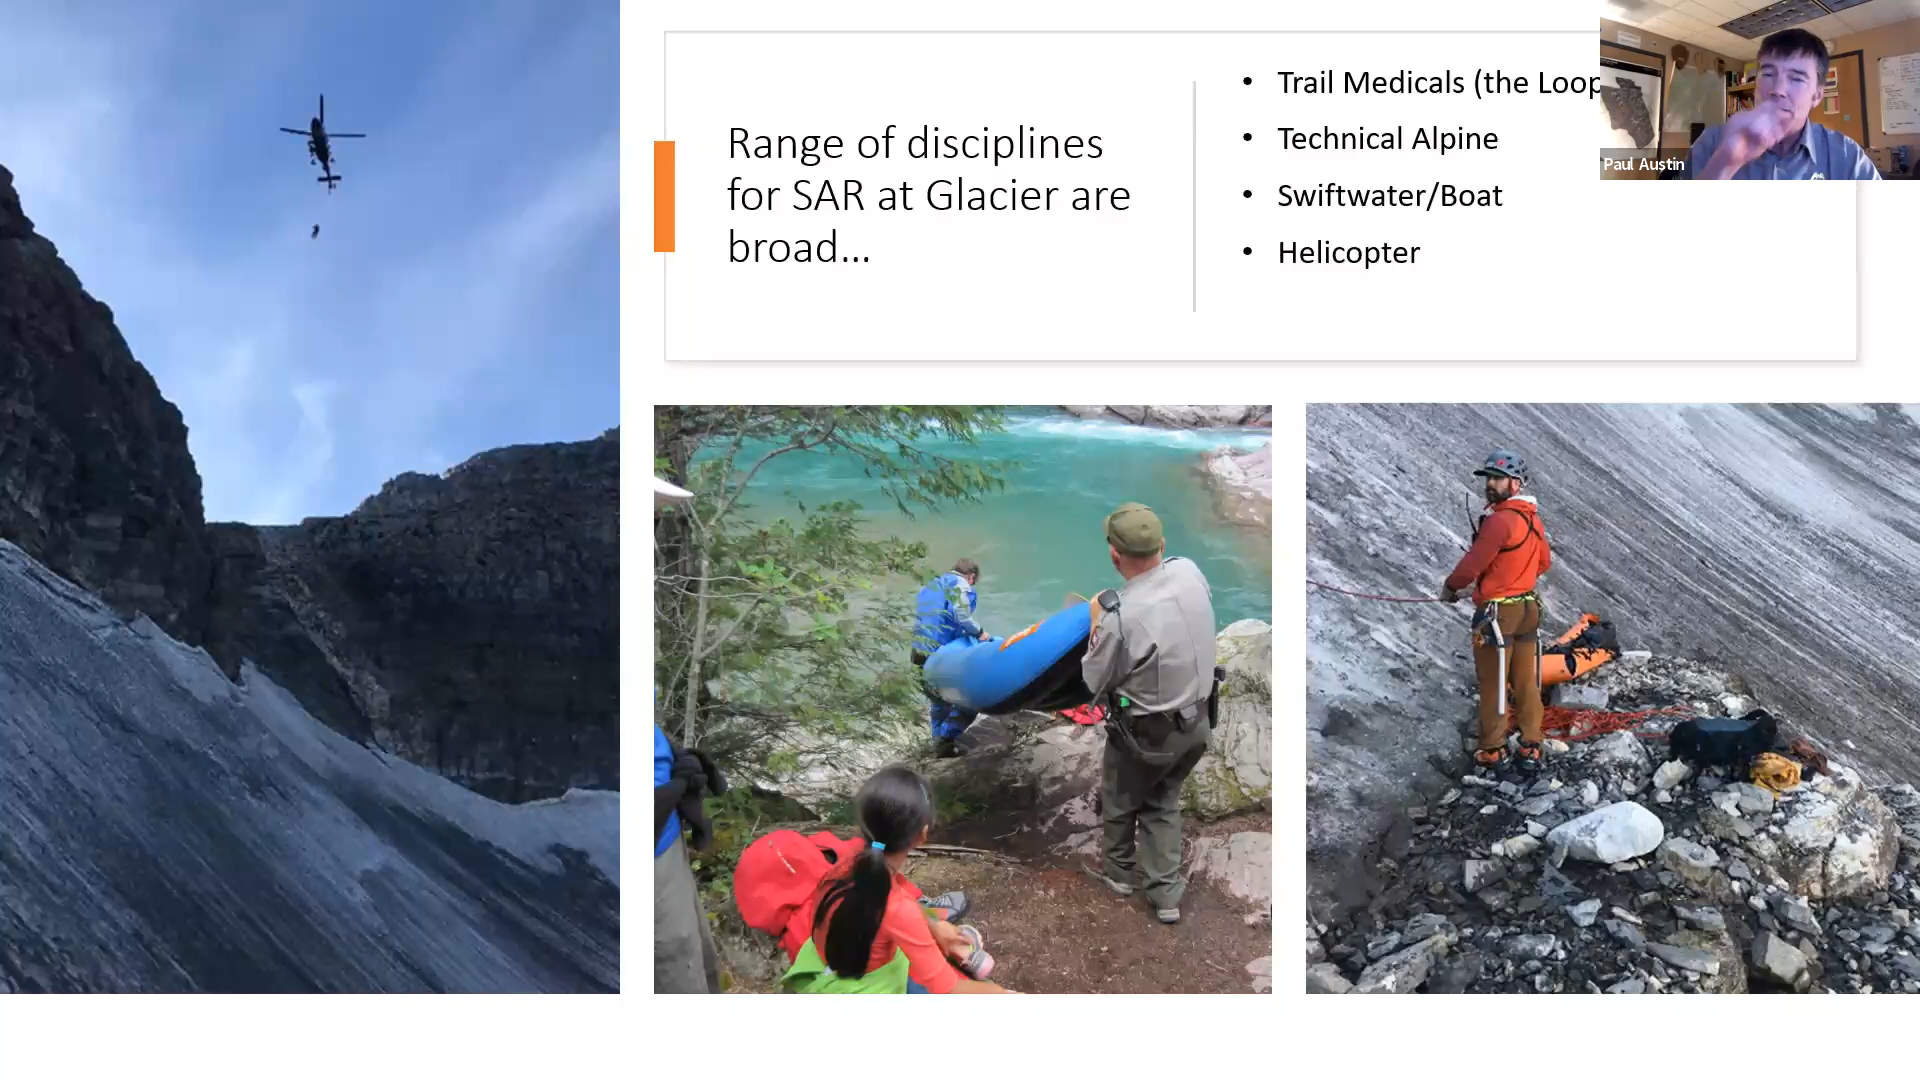 Range of disciplines
for SAR at Glacier are
broad...
• Trail Medicals (the Loop
• Technical Alpine
• Swiftwater/Boat
• Helicopter
Paul Austin